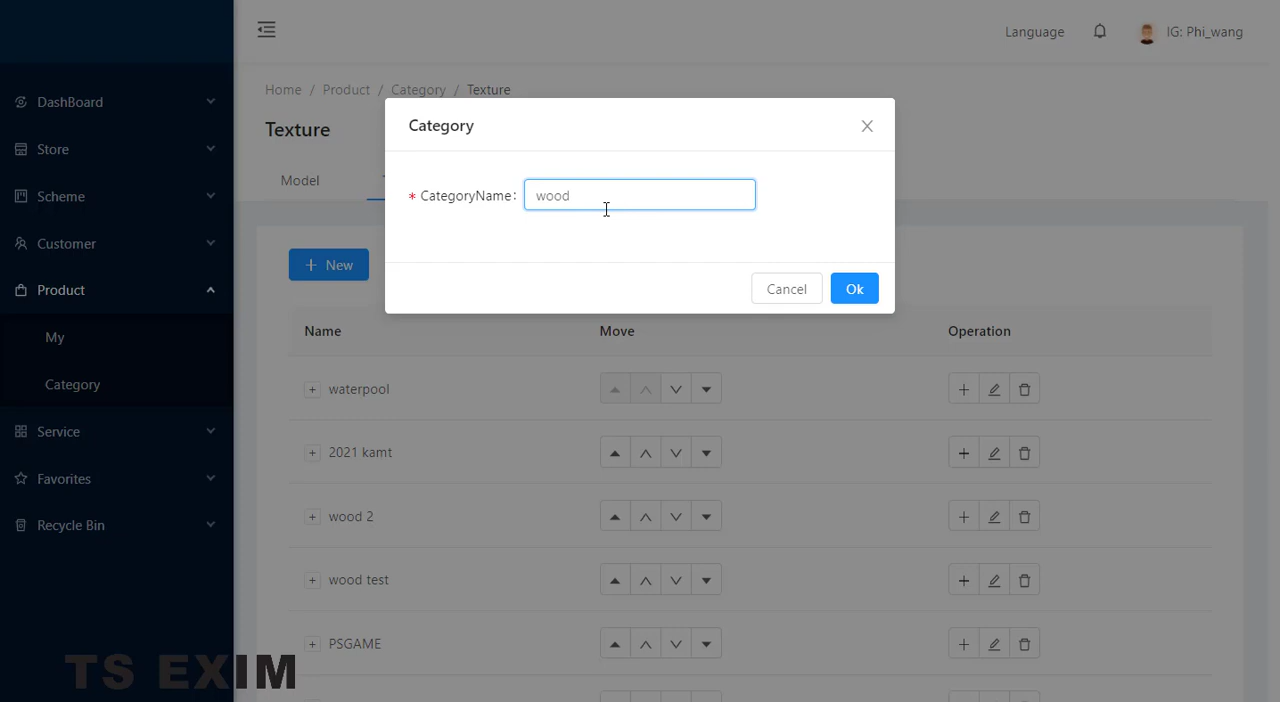 Language
IG: Phi_wang
DashBoard
Store
Scheme
Customer
Product
My
Category
Service
Favorites
Recycle Bin
TS EXIM
Home / Product / Category / Texture
Texture
Model
Category
* CategoryName:
wood
Cancel
Ok
+ New
Name
Move
Operation
waterpool
2021 kamt
wood 2
wood test
PSGAME